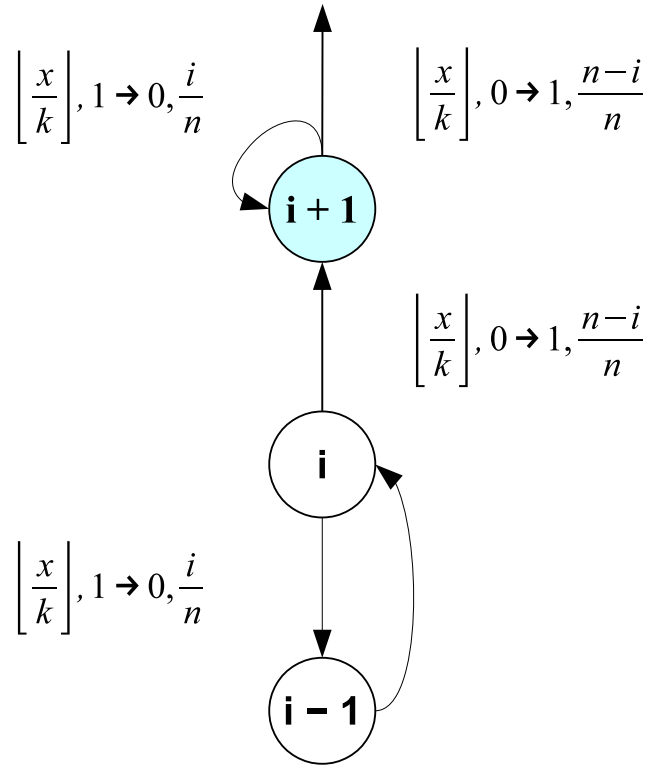 ⌊x/k⌋, 1 → 0, i/n
⌊x/k⌋, 0 → 1, n−i/n
i + 1
⌊x/k⌋, 0 → 1, n−i/n
i
⌊x/k⌋, 1 → 0, i/n
i − 1